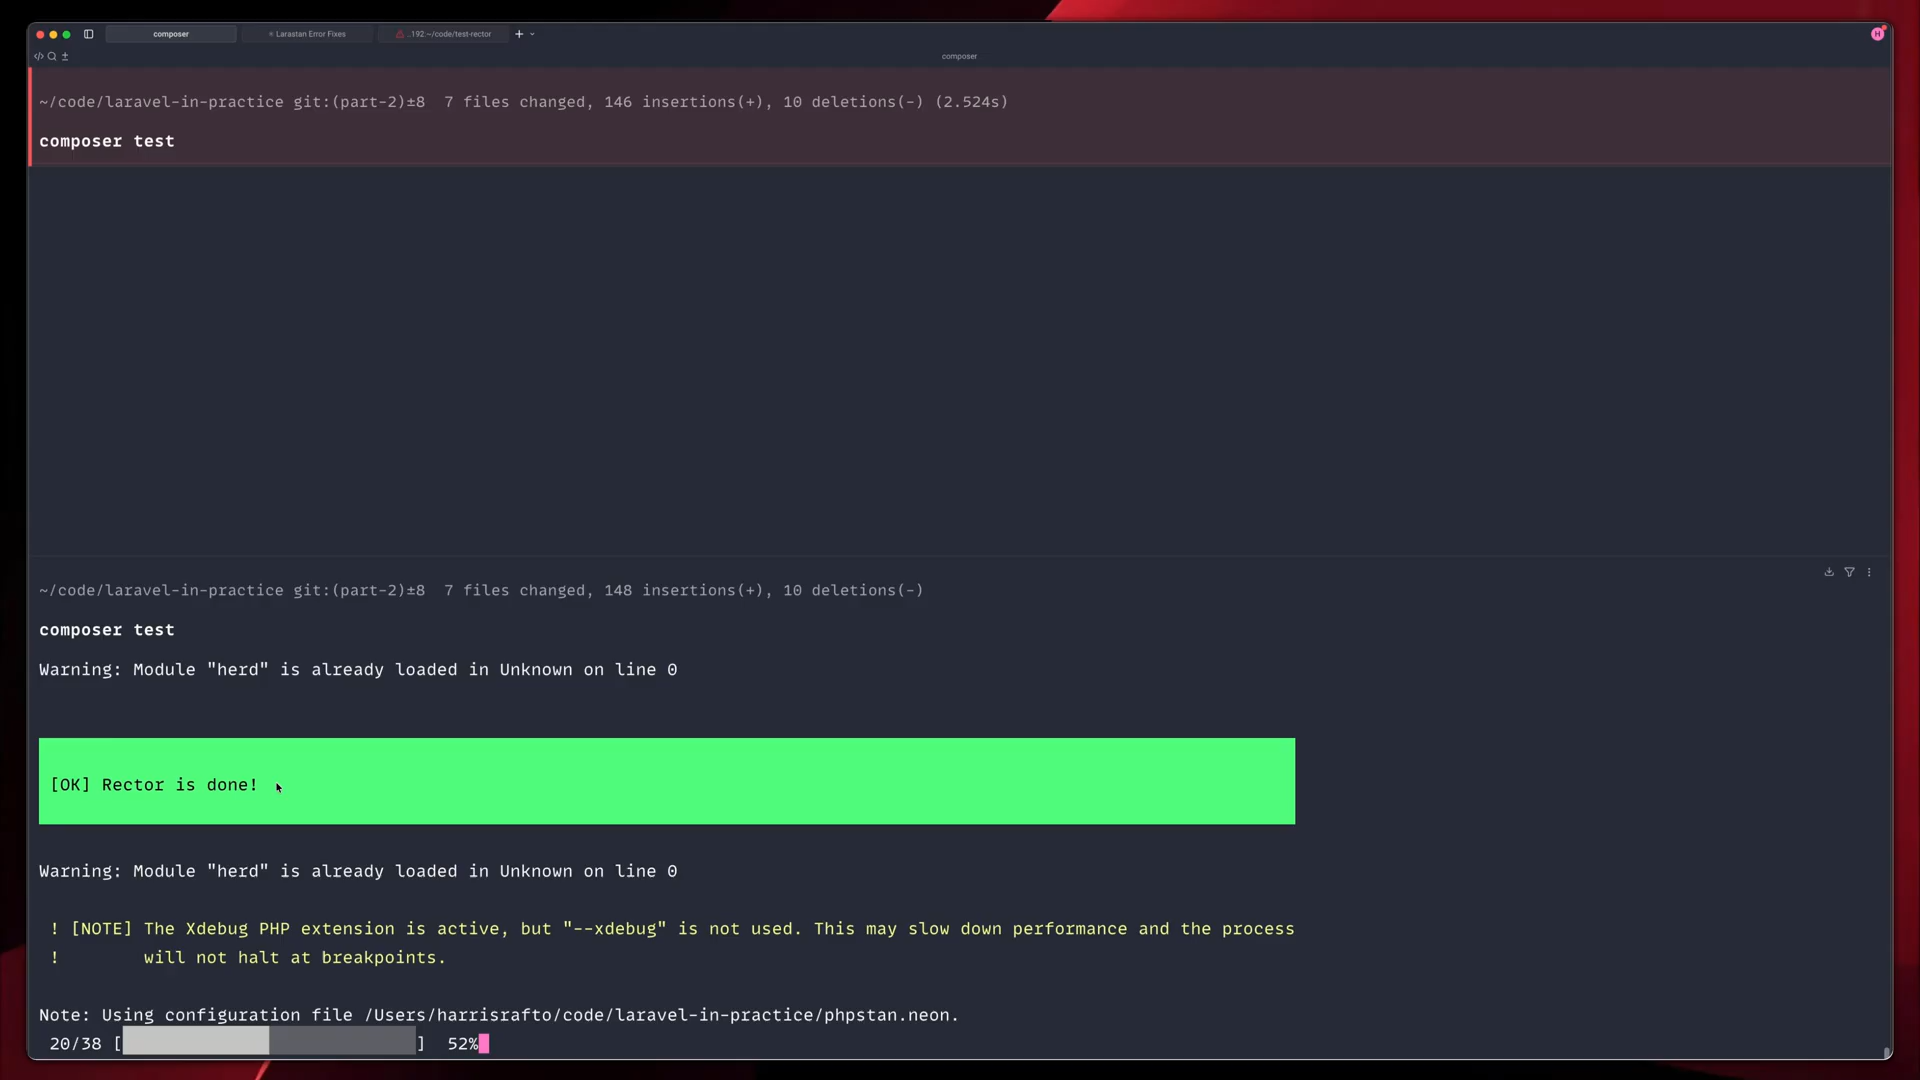 composer
Larastan Error Fixes
..192:~/code/test-rector
H
composer
~/code/laravel-in-practice git:(part-2)±8 7 files changed, 146 insertions(+), 10 deletions(-) (2.524s)
composer test
~/code/laravel-in-practice git:(part-2)±8 7 files changed, 148 insertions(+), 10 deletions(-)
composer test
Warning: Module "herd" is already loaded in Unknown on line 0
[OK] Rector is done!
Warning: Module "herd" is already loaded in Unknown on line 0
! [NOTE] The Xdebug PHP extension is active, but "--xdebug" is not used. This may slow down performance and the process
! will not halt at breakpoints.
Note: Using configuration file /Users/harrisrafto/code/laravel-in-practice/phpstan.neon.
20/38 [ ] 52%